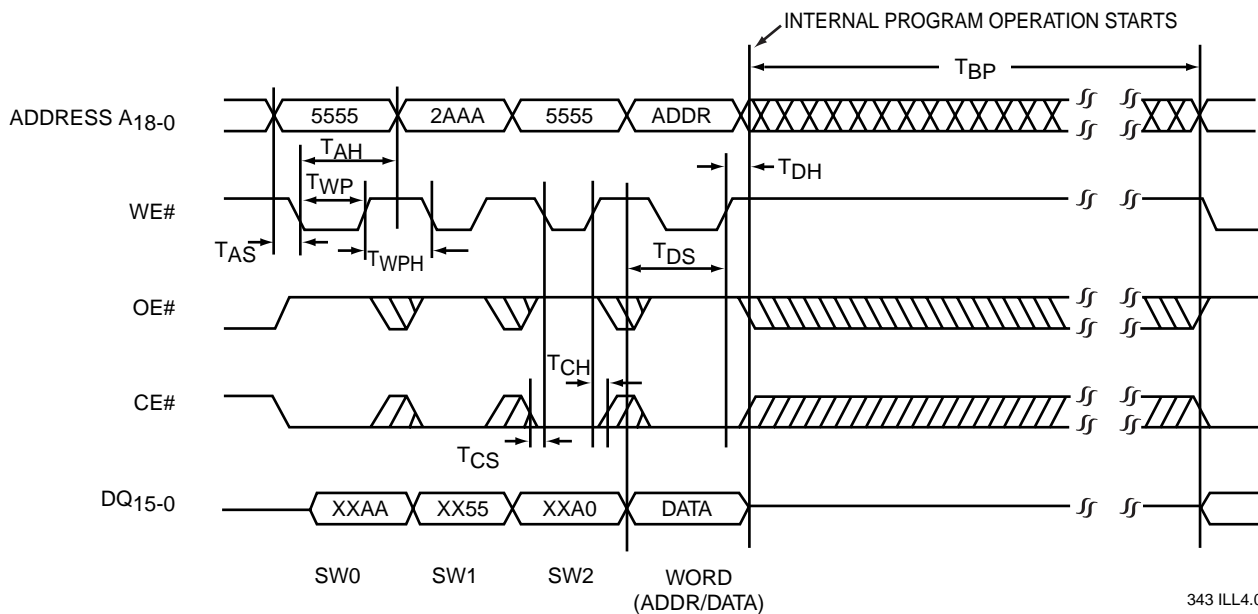 INTERNAL PROGRAM OPERATION STARTS
TBP
ADDRESS A18-0
5555
2AAA
5555
ADDR
TAH
TDH
TWP
WE#
TAS
TWPH
TDS
OE#
TCH
CE#
TCS
DQ15-0
XXAA
XX55
XXA0
DATA
SW0
SW1
SW2
WORD
(ADDR/DATA)